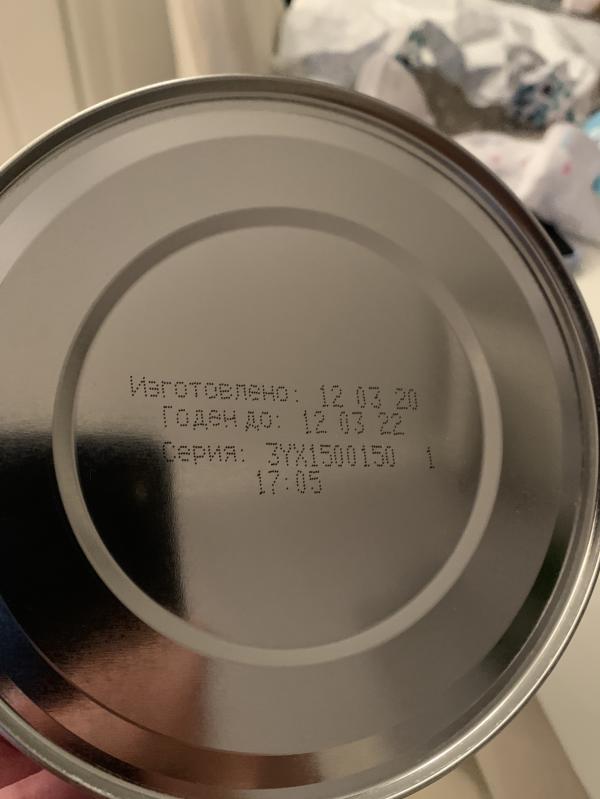 Изготовлено: 12 03 20
Годен до: 12 03 22
Серия: 3YX1500150 1
17:05